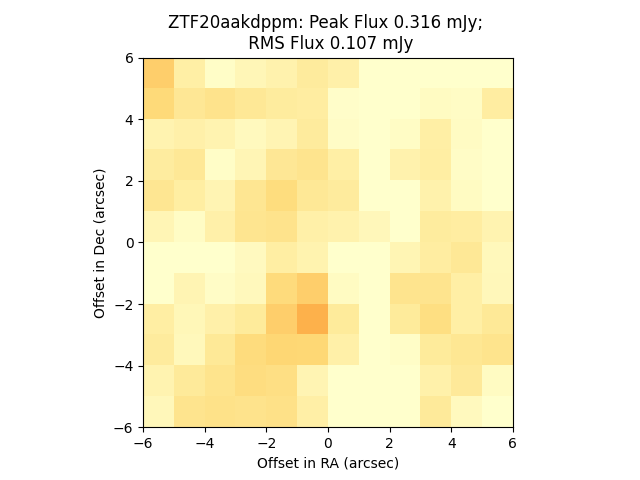 ZTF20aakdppm: Peak Flux 0.316 mJy;
RMS Flux 0.107 mJy
6
4
2
0
−2
−4
−6
Offset in Dec (arcsec)
−6 −4 −2 0 2 4 6
Offset in RA (arcsec)